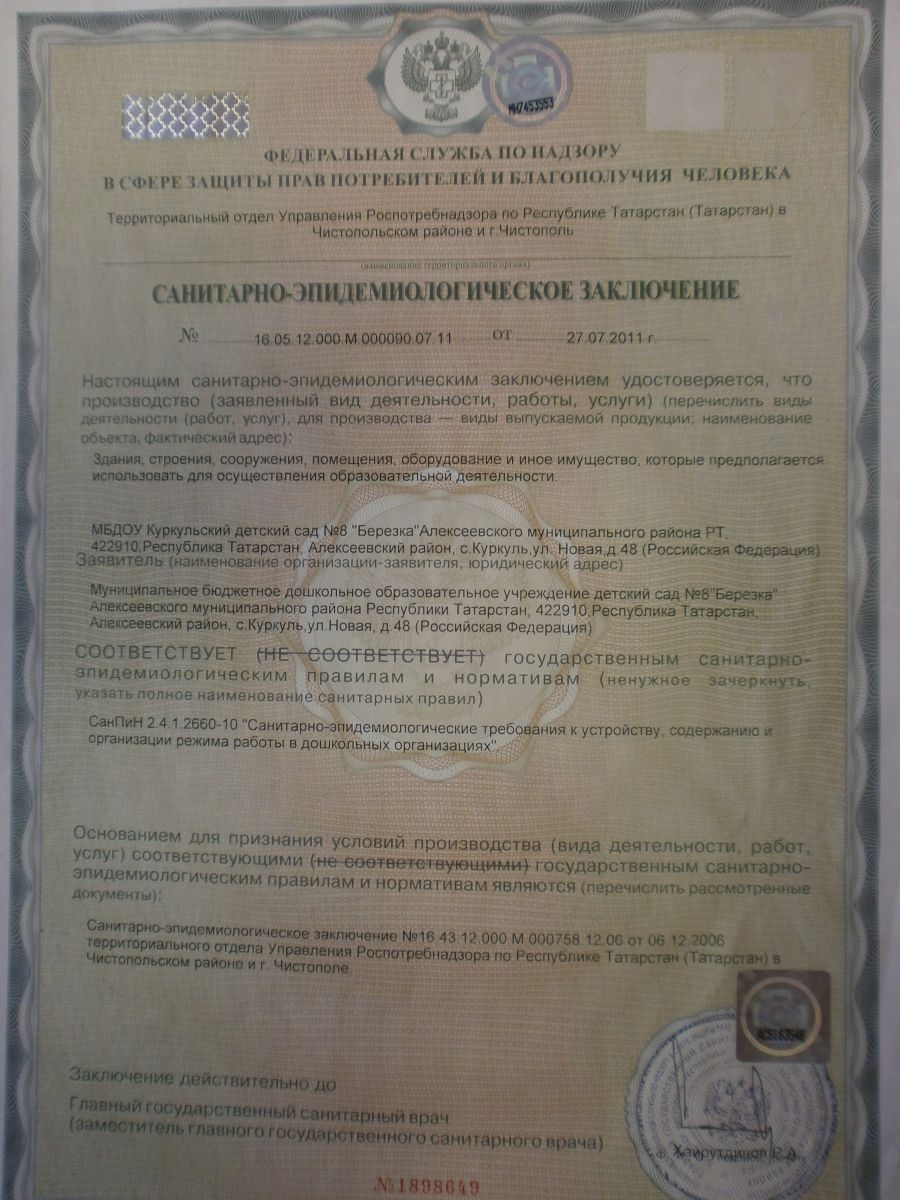 МН7453553
ФЕДЕРАЛЬНАЯ СЛУЖБА ПО НАДЗОРУ
В СФЕРЕ ЗАЩИТЫ ПРАВ ПОТРЕБИТЕЛЕЙ И БЛАГОПОЛУЧИЯ ЧЕЛОВЕКА
Территориальный отдел Управления Роспотребнадзора по Республике Татарстан (Татарстан) в
Чистопольском районе и г.Чистополь
(наименование территориального органа)
САНИТАРНО-ЭПИДЕМИОЛОГИЧЕСКОЕ ЗАКЛЮЧЕНИЕ
№ 16.05.12.000.М.000090.07.11 ОТ 27.07.2011 г.
Настоящим санитарно-эпидемиологическим заключением удостоверяется, что
производство (заявленный вид деятельности, работы, услуги) (перечислить виды
деятельности (работ, услуг), для производства — виды выпускаемой продукции; наименование
объекта, фактический адрес):
Здания, строения, сооружения, помещения, оборудование и иное имущество, которые предполагается
использовать для осуществления образовательной деятельности.
МБДОУ Куркульский детский сад №8 "Березка"Алексеевского муниципального района РТ,
422910,Республика Татарстан, Алексеевский район, с.Куркуль,ул. Новая,д.48 (Российская Федерация)
Заявитель (наименование организации-заявителя, юридический адрес)
Муниципальное бюджетное дошкольное образовательное учреждение детский сад №8"Березка"
Алексеевского муниципального района Республики Татарстан, 422910,Республика Татарстан,
Алексеевский район, с.Куркуль,ул.Новая, д.48 (Российская Федерация)
СООТВЕТСТВУЕТ (НЕ СООТВЕТСТВУЕТ) государственным санитарно-
эпидемиологическим правилам и нормативам (ненужное зачеркнуть,
указать полное наименование санитарных правил)
СанПиН 2.4.1.2660-10 "Санитарно-эпидемиологические требования к устройству, содержанию и
организации режима работы в дошкольных организациях"
Основанием для признания условий производства (вида деятельности, работ,
услуг) соответствующими (не соответствующими) государственным санитарно-
эпидемиологическим правилам и нормативам являются (перечислить рассмотренные
документы):
Санитарно-эпидемиологическое заключение №16.43.12.000 М 000758.12.06 от 06.12.2006
территориального отдела Управления Роспотребнадзора по Республике Татарстан (Татарстан) в
Чистопольском районе и г. Чистополе
АС5163546
Заключение действительно до
Главный государственный санитарный врач
(заместитель главного государственного санитарного врача)
Хайрутдинов Р.А.
№1898649